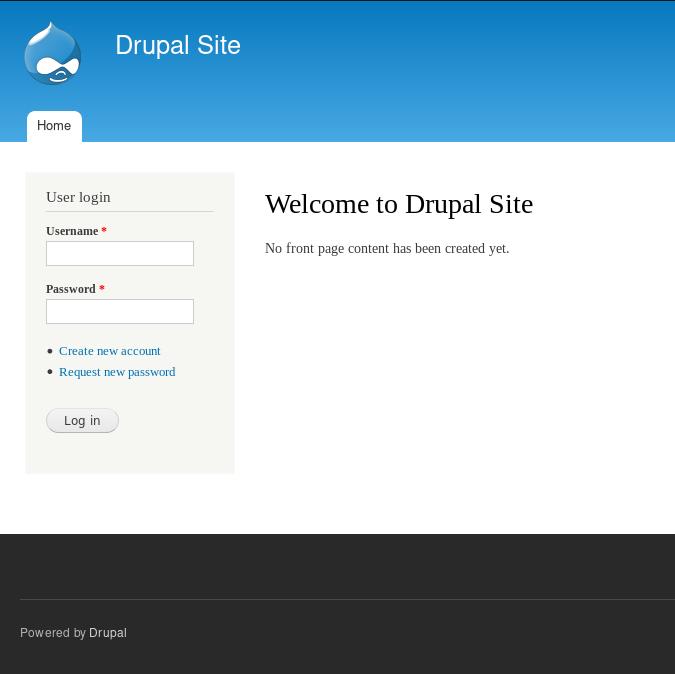 Drupal Site
Home
User login
Username *
Password *
Create new account
Request new password
Log in
Welcome to Drupal Site
No front page content has been created yet.
Powered by Drupal